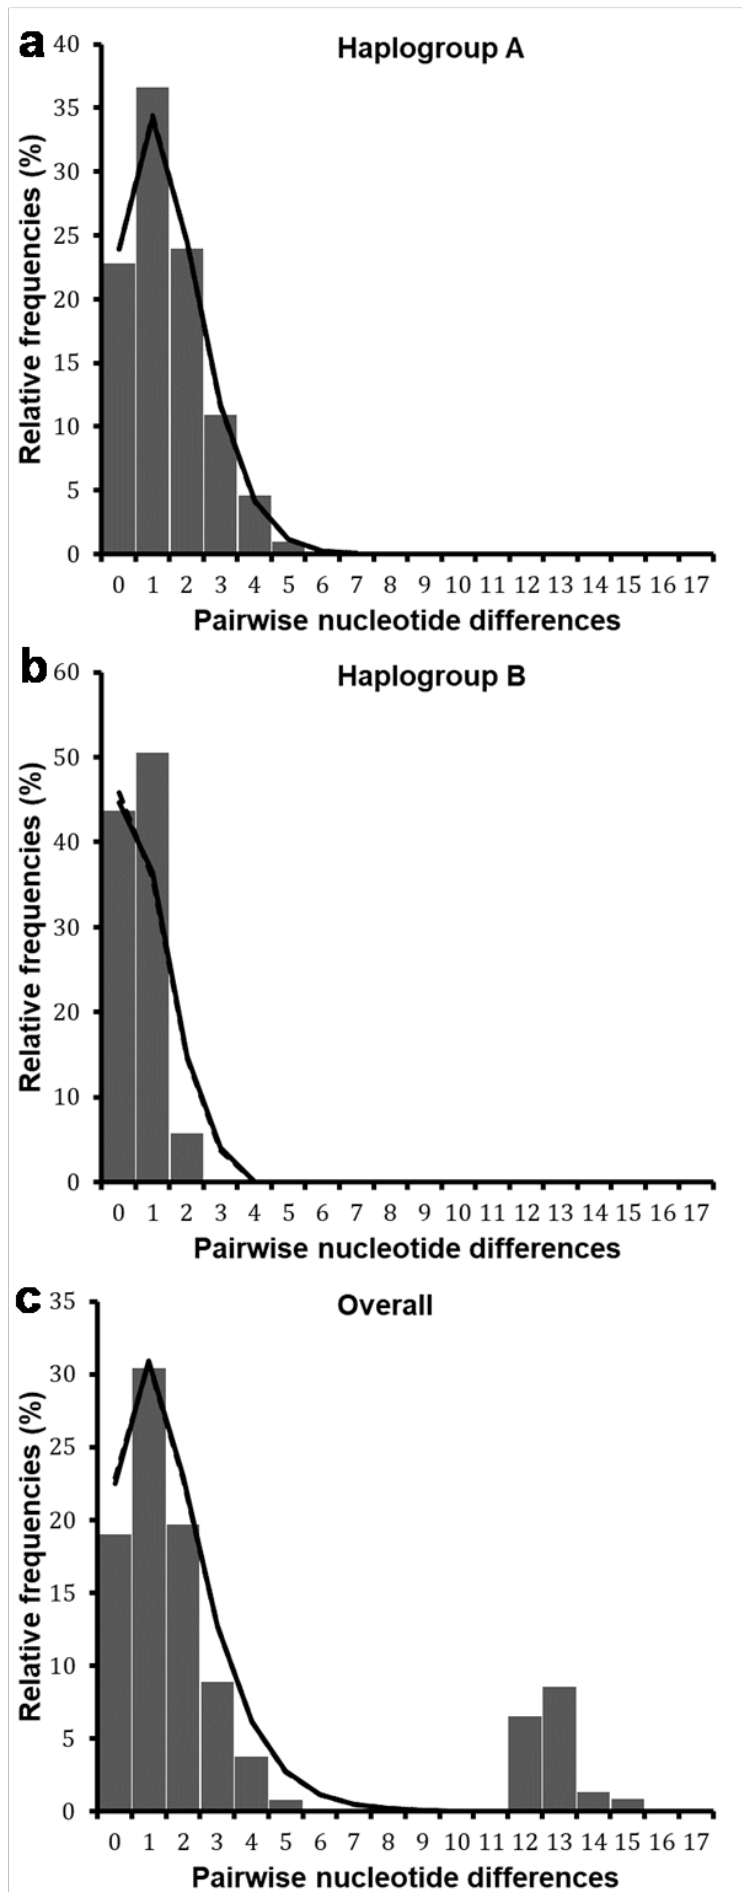 a
Haplogroup A
Relative frequencies (%)
40
35
30
25
20
15
10
5
0
0 1 2 3 4 5 6 7 8 9 10 11 12 13 14 15 16 17
Pairwise nucleotide differences
b
Haplogroup B
Relative frequencies (%)
60
50
40
30
20
10
0
0 1 2 3 4 5 6 7 8 9 10 11 12 13 14 15 16 17
Pairwise nucleotide differences
c
Overall
Relative frequencies (%)
35
30
25
20
15
10
5
0
0 1 2 3 4 5 6 7 8 9 10 11 12 13 14 15 16 17
Pairwise nucleotide differences